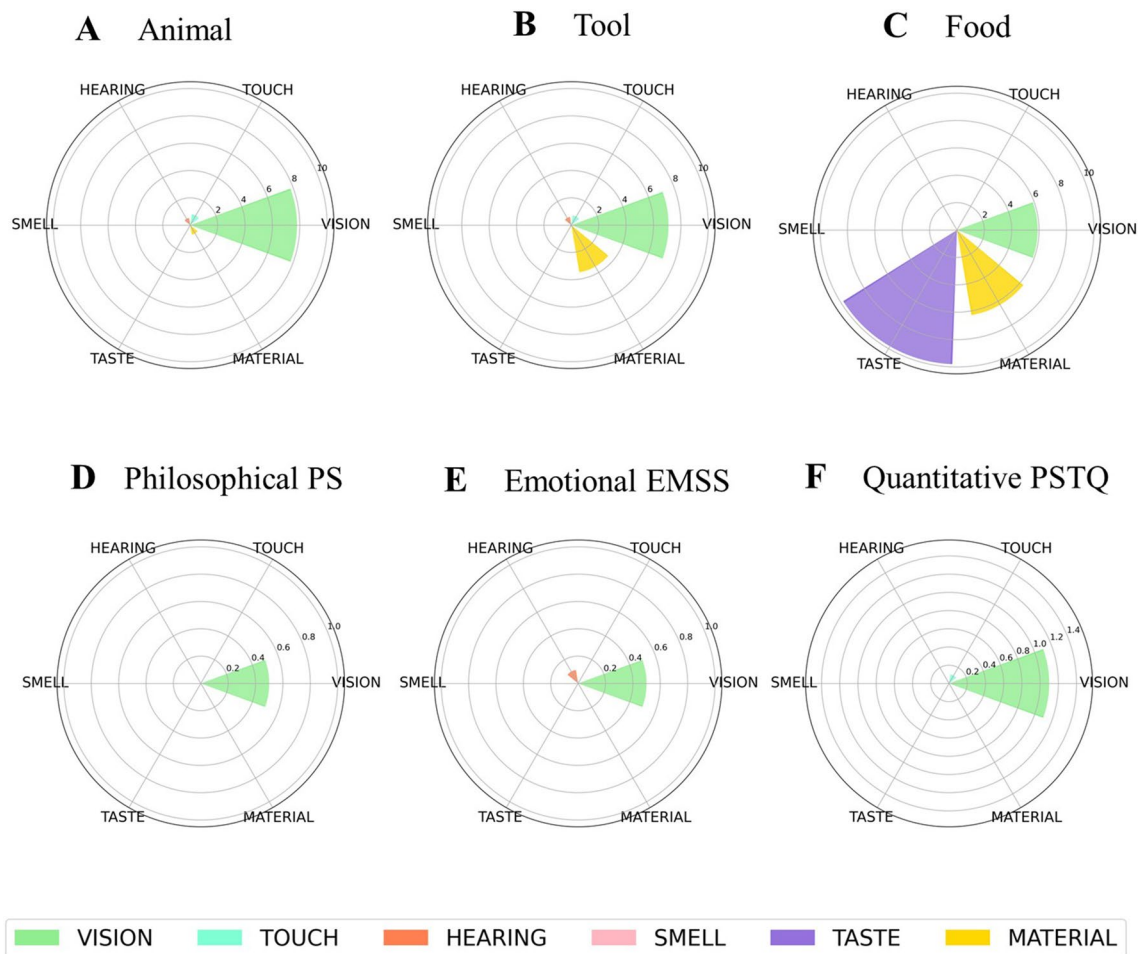 A Animal
B Tool
C Food
HEARING TOUCH
10
8
6
4
2
SMELL VISION
TASTE MATERIAL
HEARING TOUCH
10
8
6
4
2
SMELL VISION
TASTE MATERIAL
HEARING TOUCH
10
8
6
4
2
SMELL VISION
TASTE MATERIAL
D Philosophical PS
E Emotional EMSS
F Quantitative PSTQ
HEARING TOUCH
1.0
0.8
0.6
0.4
0.2
SMELL VISION
TASTE MATERIAL
HEARING TOUCH
1.0
0.8
0.6
0.4
0.2
SMELL VISION
TASTE MATERIAL
HEARING TOUCH
1.4
1.2
1.0
0.8
0.6
0.4
0.2
SMELL VISION
TASTE MATERIAL
VISION TOUCH HEARING SMELL TASTE MATERIAL